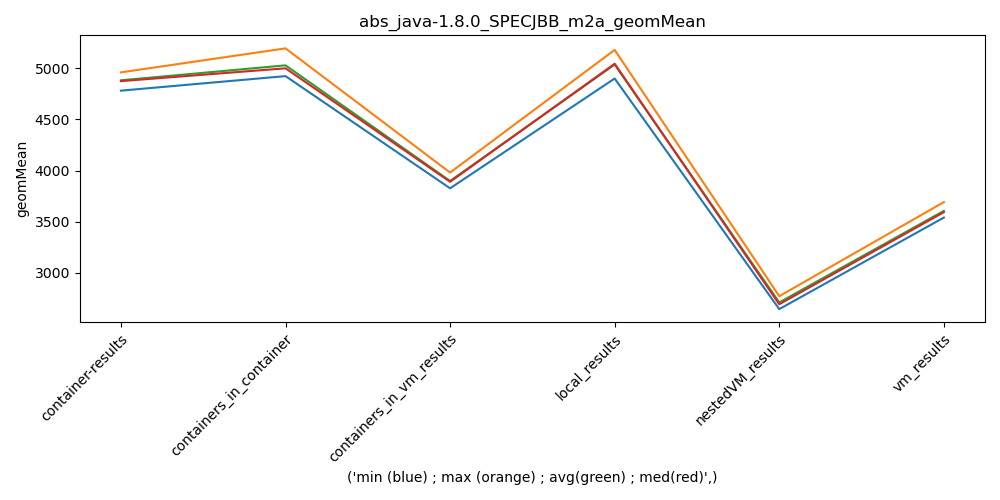 abs_java-1.8.0_SPECJBB_m2a_geomMean
geomMean
5000
4500
4000
3500
3000
container-results
containers_in_container
containers_in_vm_results
local_results
nestedVM_results
vm_results
('min (blue) ; max (orange) ; avg(green) ; med(red)',)